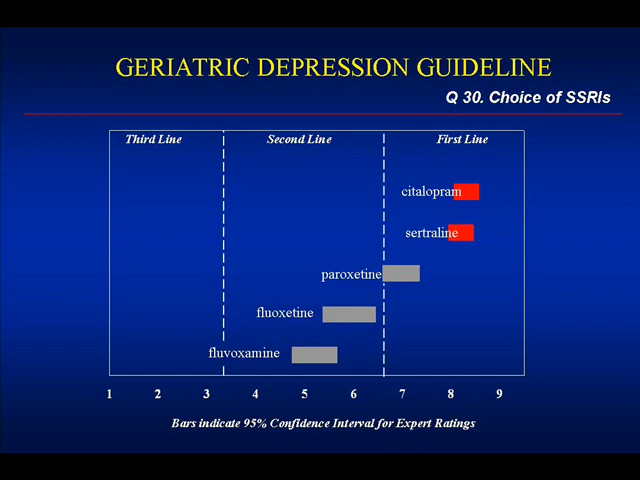 GERIATRIC DEPRESSION GUIDELINE
Q 30. Choice of SSRIs
Third Line Second Line First Line
citalopram
sertraline
paroxetine
fluoxetine
fluvoxamine
1 2 3 4 5 6 7 8 9
Bars indicate 95% Confidence Interval for Expert Ratings